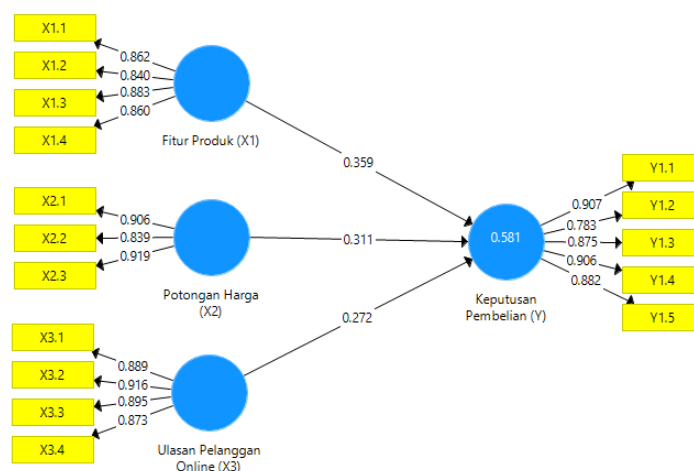 X1.1
X1.2
X1.3
X1.4
0.862
0.840
0.883
0.860
Fitur Produk (X1)
0.359
X2.1
X2.2
X2.3
0.906
0.839
0.919
Potongan Harga
(X2)
0.311
X3.1
X3.2
X3.3
X3.4
0.889
0.916
0.895
0.873
Ulasan Pelanggan
Online (X3)
0.272
0.581
Keputusan
Pembelian (Y)
0.907
0.783
0.875
0.906
0.882
Y1.1
Y1.2
Y1.3
Y1.4
Y1.5